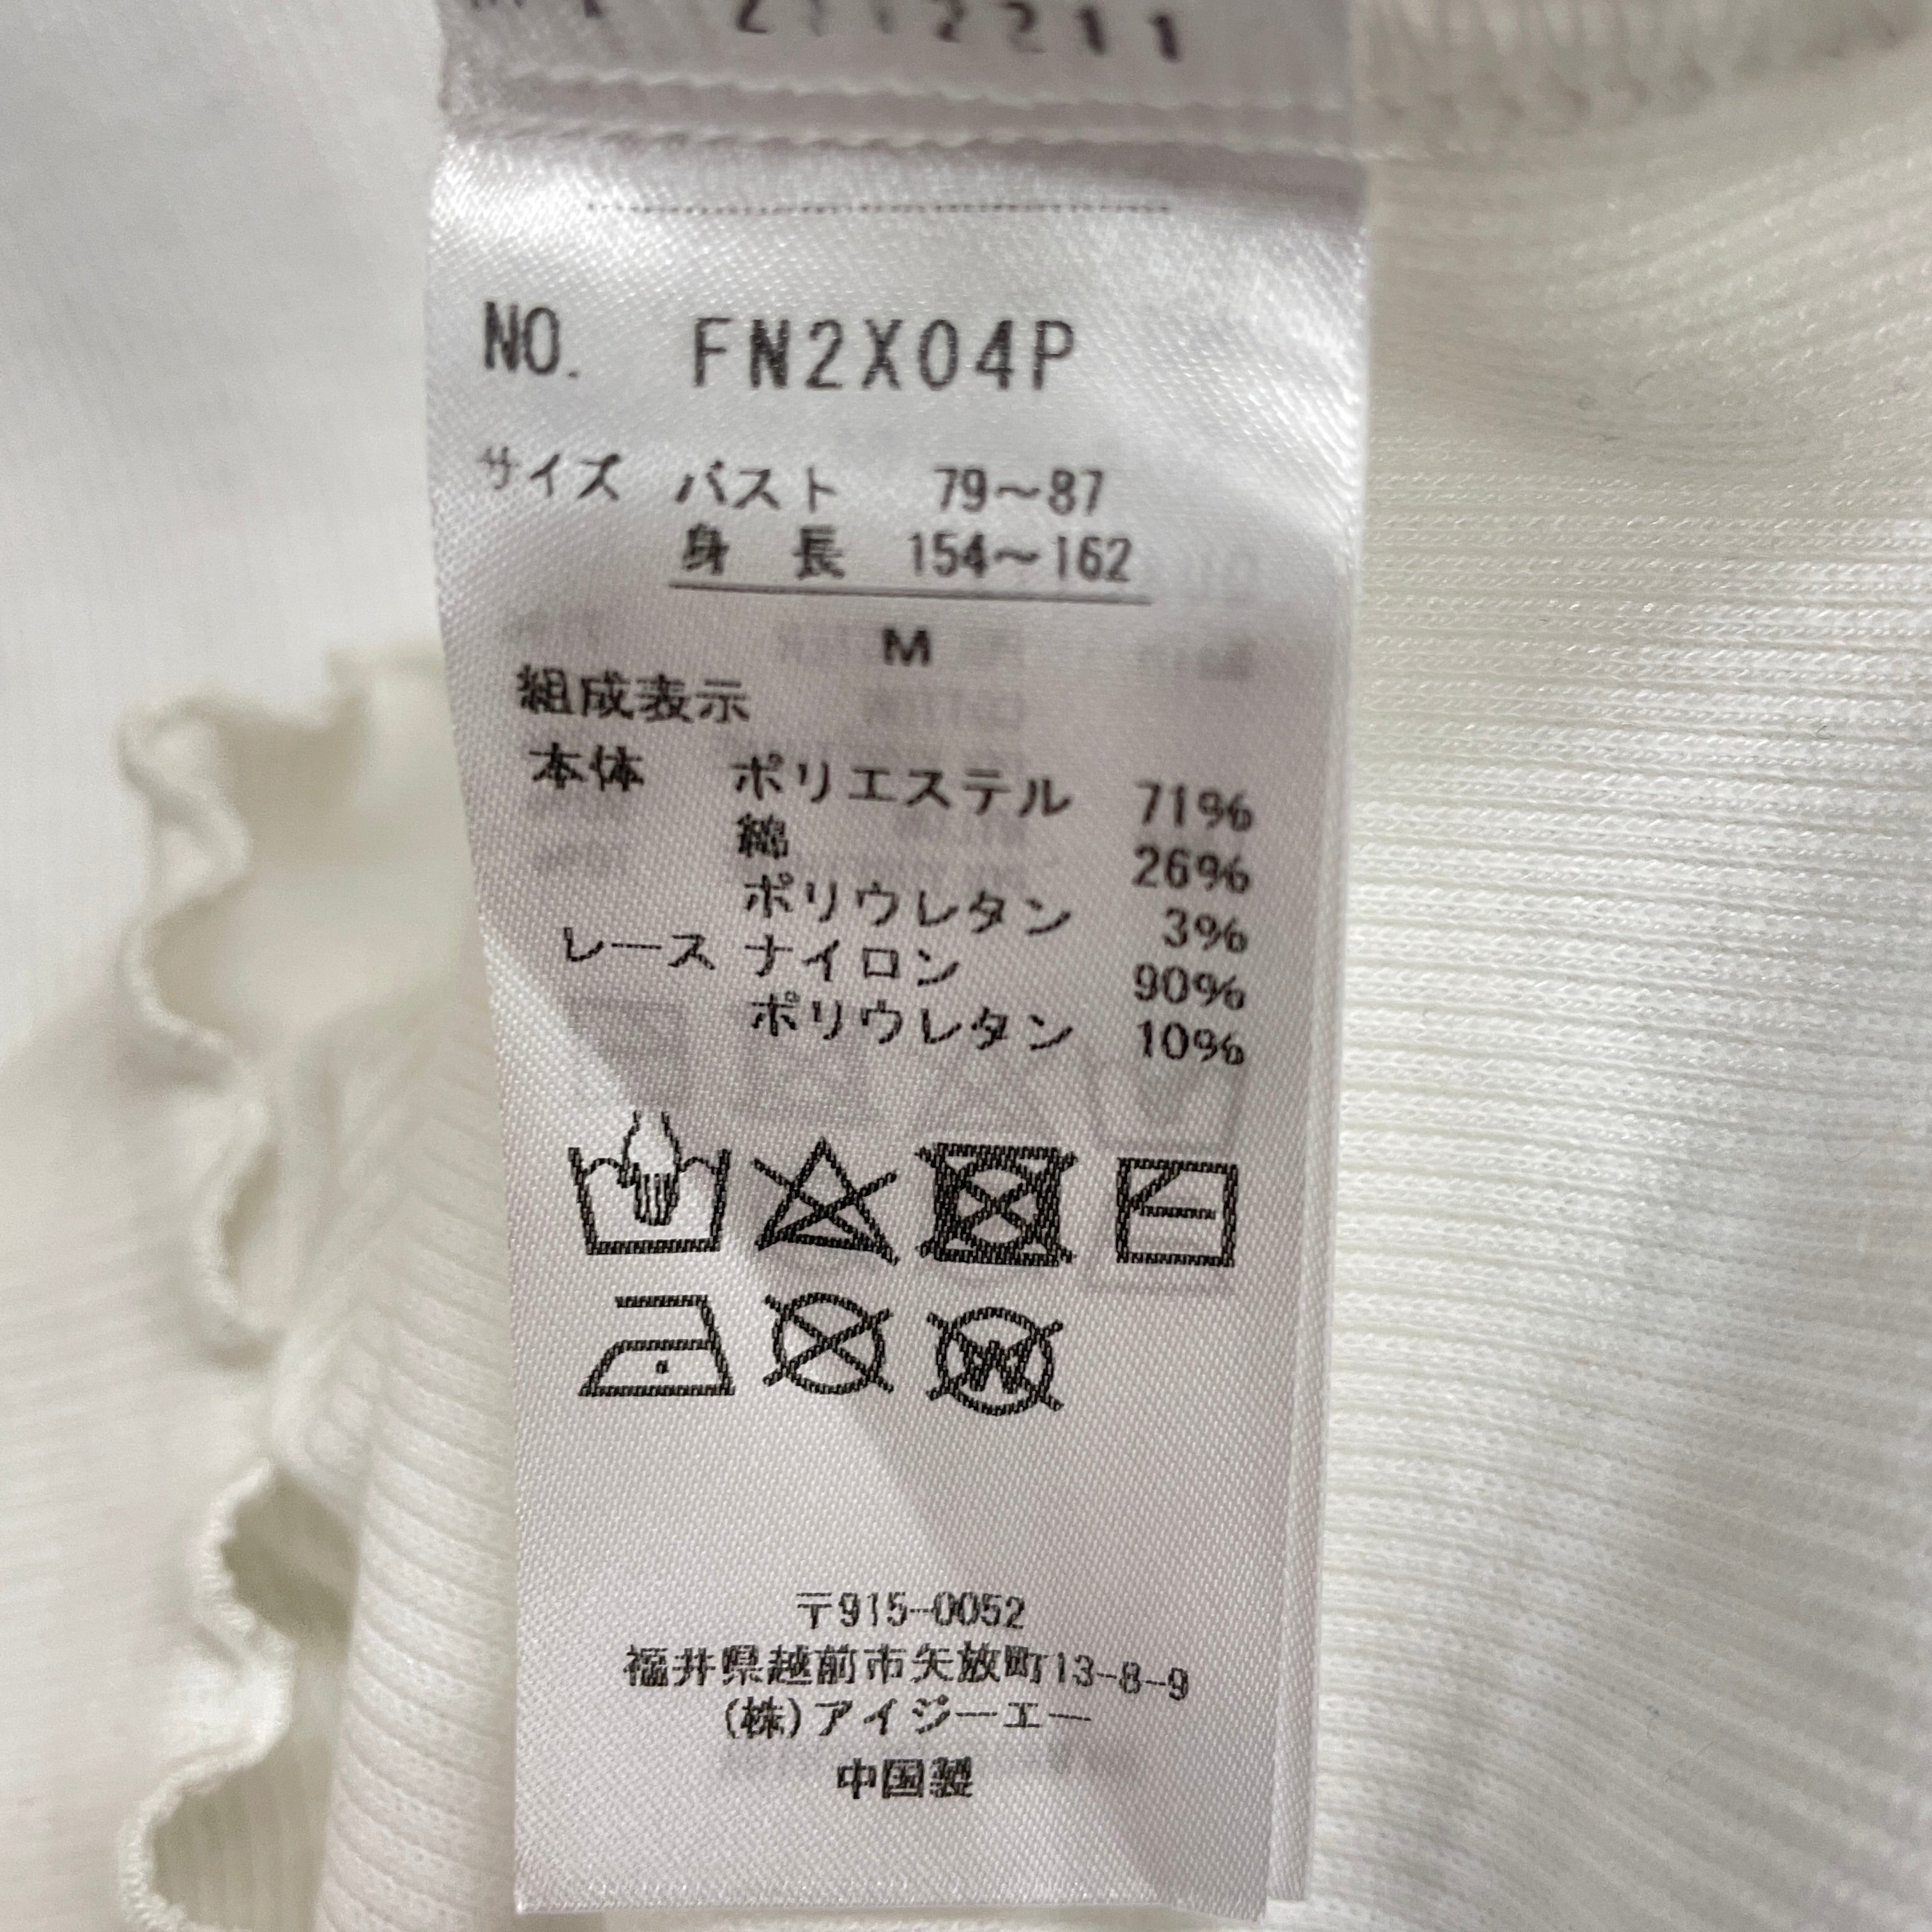 NO. FN2X04P
サイズ バスト 79～87
身 長 154～162
M
組成表示
本体 ポリエステル 71%
綿 26%
ポリウレタン 3%
レース ナイロン 90%
ポリウレタン 10%
W
〒915-0052
福井県越前市矢放町13-8-9
(株)アイジーエー
中国製